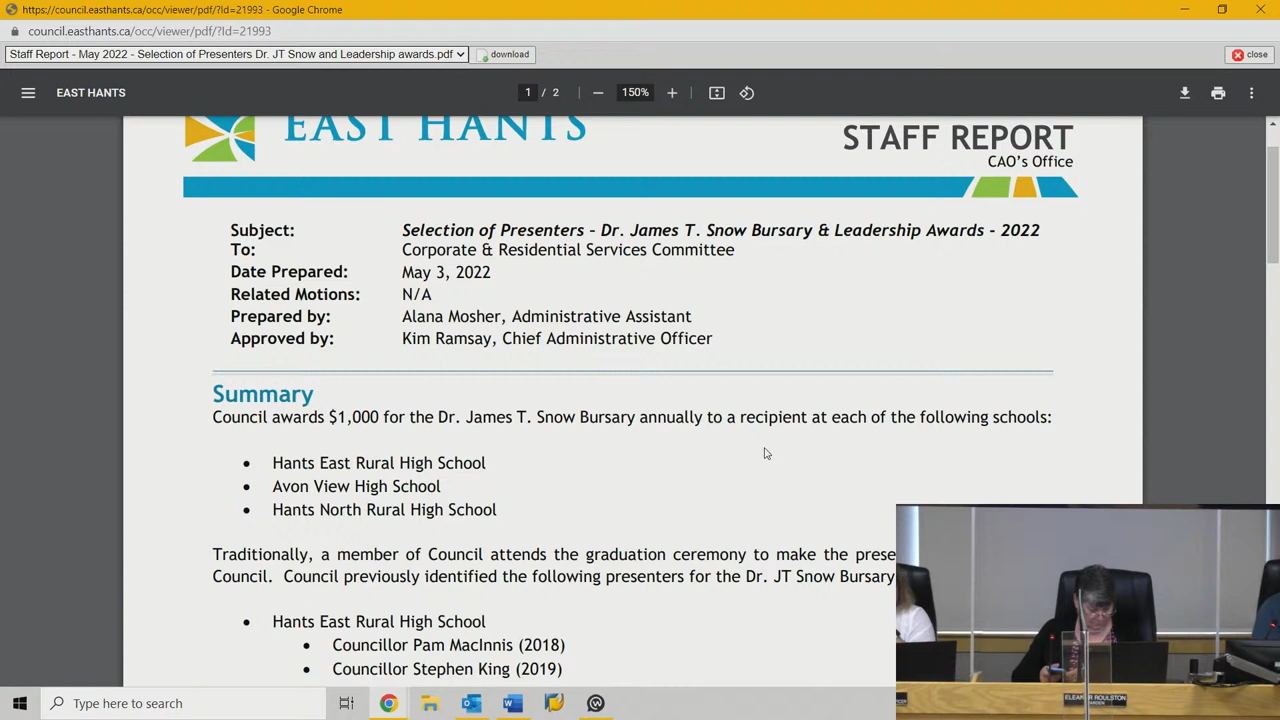 https://council.easthants.ca/occ/viewer/pdf/?Id=21993 - Google Chrome
council.easthants.ca/occ/viewer/pdf/?Id=21993
Staff Report - May 2022 - Selection of Presenters Dr. JT Snow and Leadership awards.pdf download close
EAST HANTS 1 / 2 150%
EAST HANTS
STAFF REPORT
CAO's Office
Subject: Selection of Presenters – Dr. James T. Snow Bursary & Leadership Awards - 2022
To: Corporate & Residential Services Committee
Date Prepared: May 3, 2022
Related Motions: N/A
Prepared by: Alana Mosher, Administrative Assistant
Approved by: Kim Ramsay, Chief Administrative Officer
Summary
Council awards $1,000 for the Dr. James T. Snow Bursary annually to a recipient at each of the following schools:
• Hants East Rural High School
• Avon View High School
• Hants North Rural High School
Traditionally, a member of Council attends the graduation ceremony to make the prese
Council. Council previously identified the following presenters for the Dr. JT Snow Bursary
• Hants East Rural High School
• Councillor Pam MacInnis (2018)
• Councillor Stephen King (2019)
ELEANOR ROULSTON
WARDEN
Type here to search